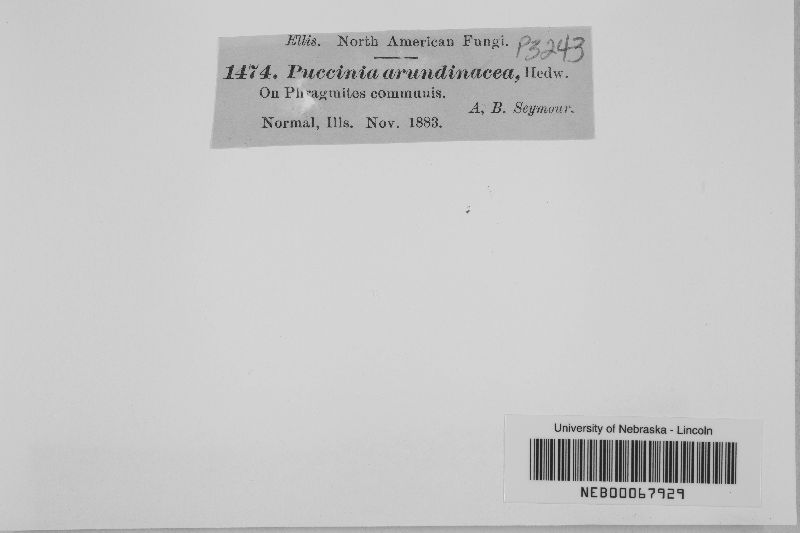 Ellis. North American Fungi. P3243
1474. Puccinia arundinacea, Hedw.
On Phragmites communis.
A, B. Seymour.
Normal, Ills. Nov. 1883.
University of Nebraska - Lincoln
NEB00067929